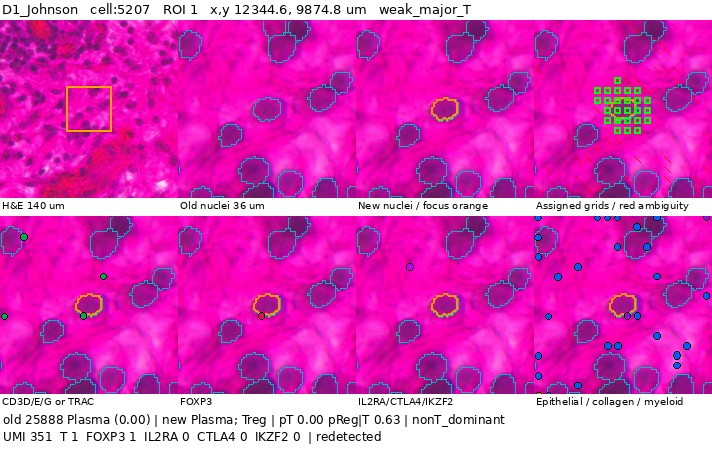 D1_Johnson   cell:5207   ROI 1   x,y 12344.6, 9874.8 um   weak_major_T
H&E 140 um
Old nuclei 36 um
New nuclei / focus orange
Assigned grids / red ambiguity
CD3D/E/G or TRAC
FOXP3
IL2RA/CTLA4/IKZF2
Epithelial / collagen / myeloid
old 25888 Plasma (0.00) | new Plasma; Treg | pT 0.00 pReg|T 0.63 | nonT_dominant
UMI 351  T 1  FOXP3 1  IL2RA 0  CTLA4 0  IKZF2 0  | redetected